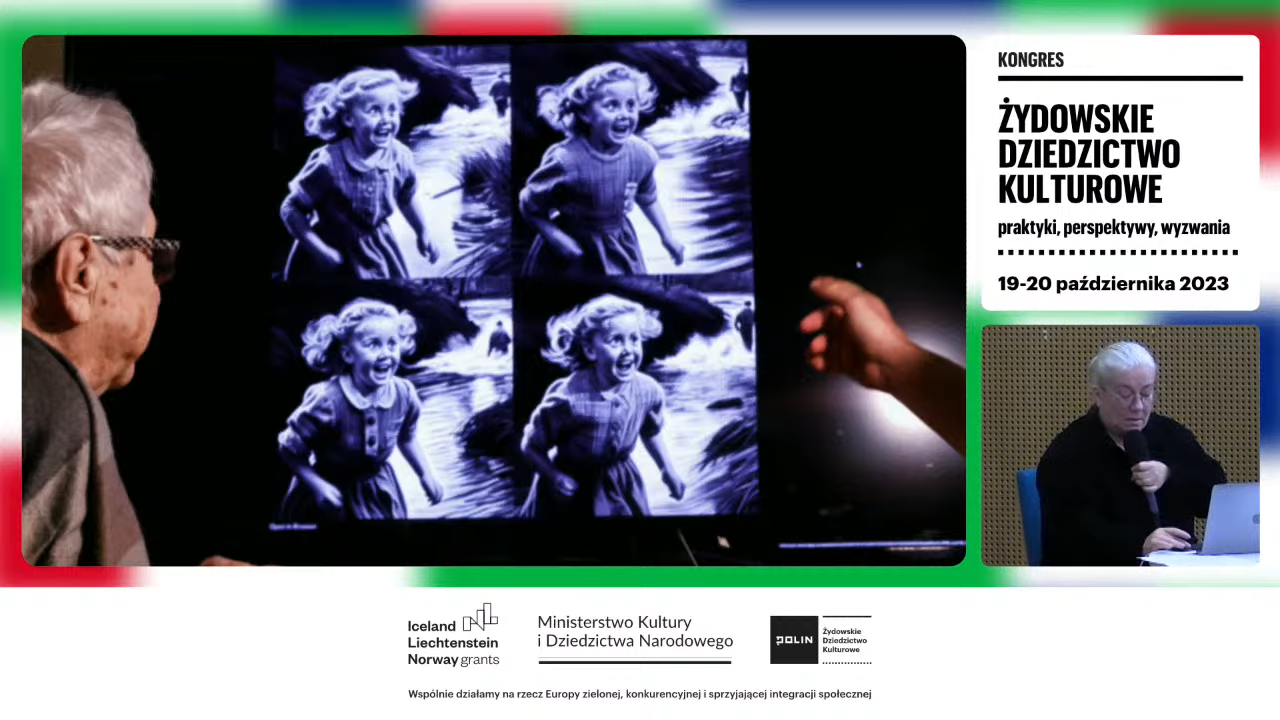 KONGRES
ŻYDOWSKIE
DZIEDZICTWO
KULTUROWE
praktyki, perspektywy, wyzwania
19-20 października 2023
Iceland
Liechtenstein
Norway grants
Ministerstwo Kultury
i Dziedzictwa Narodowego
POLIN
Żydowskie
Dziedzictwo
Kulturowe
Wspólnie działamy na rzecz Europy zielonej, konkurencyjnej i sprzyjającej integracji społecznej